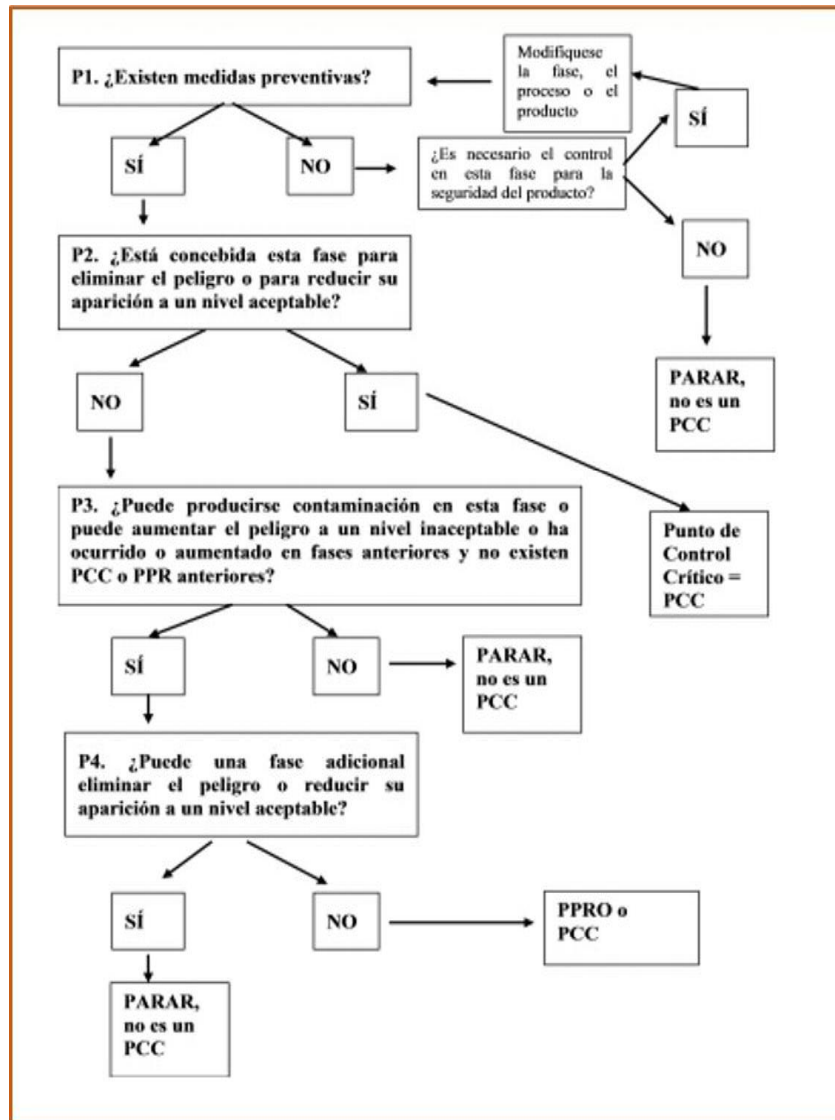 P1. ¿Existen medidas preventivas?
Modifíquese
la fase, el
proceso o el
producto
SÍ
SÍ
NO
¿Es necesario el control
en esta fase para la
seguridad del producto?
NO
P2. ¿Está concebida esta fase para
eliminar el peligro o para reducir su
aparición a un nivel aceptable?
PARAR,
no es un
PCC
NO
SÍ
P3. ¿Puede producirse contaminación en esta fase o
puede aumentar el peligro a un nivel inaceptable o ha
ocurrido o aumentado en fases anteriores y no existen
PCC o PPR anteriores?
Punto de
Control
Crítico =
PCC
SÍ
NO
PARAR,
no es un
PCC
P4. ¿Puede una fase adicional
eliminar el peligro o reducir su
aparición a un nivel aceptable?
SÍ
NO
PPRO o
PCC
PARAR,
no es un
PCC